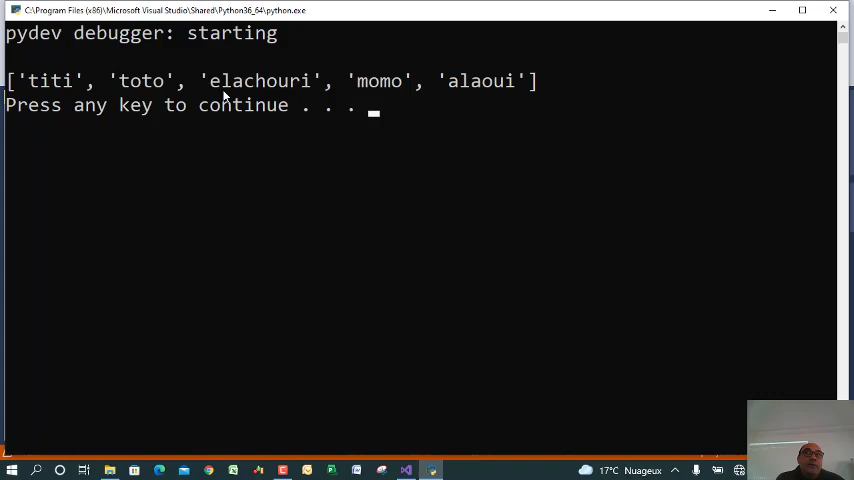 C:\Program Files (x86)\Microsoft Visual Studio\Shared\Python36_64\python.exe
pydev debugger: starting
['titi', 'toto', 'elachouri', 'momo', 'alaoui']
Press any key to continue . . .
17°C Nuageux